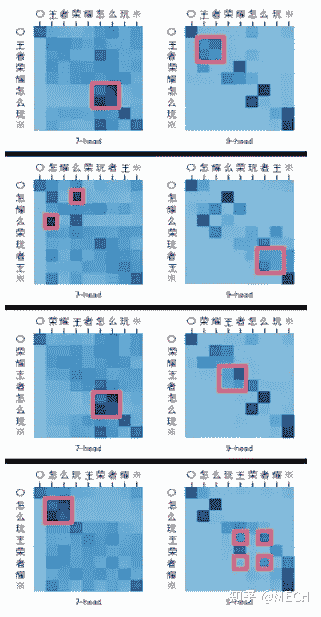 〇 王 者 荣 耀 怎 么 玩 ※
〇 王 者 荣 耀 怎 么 玩 ※
〇
王
者
荣
耀
怎
么
玩
※
〇
王
者
荣
耀
怎
么
玩
※
7-head
9-head
〇 怎 耀 么 荣 玩 者 王 ※
〇 怎 耀 么 荣 玩 者 王 ※
〇
怎
耀
么
荣
玩
者
王
※
〇
怎
耀
么
荣
玩
者
王
※
7-head
9-head
〇 荣 耀 王 者 怎 么 玩 ※
〇 荣 耀 王 者 怎 么 玩 ※
〇
荣
耀
王
者
怎
么
玩
※
〇
荣
耀
王
者
怎
么
玩
※
7-head
9-head
〇 怎 么 玩 王 荣 者 耀 ※
〇 怎 么 玩 王 荣 者 耀 ※
〇
怎
么
玩
王
荣
者
耀
※
〇
怎
么
玩
王
荣
者
耀
※
7-head
9-head
知乎 @NECH